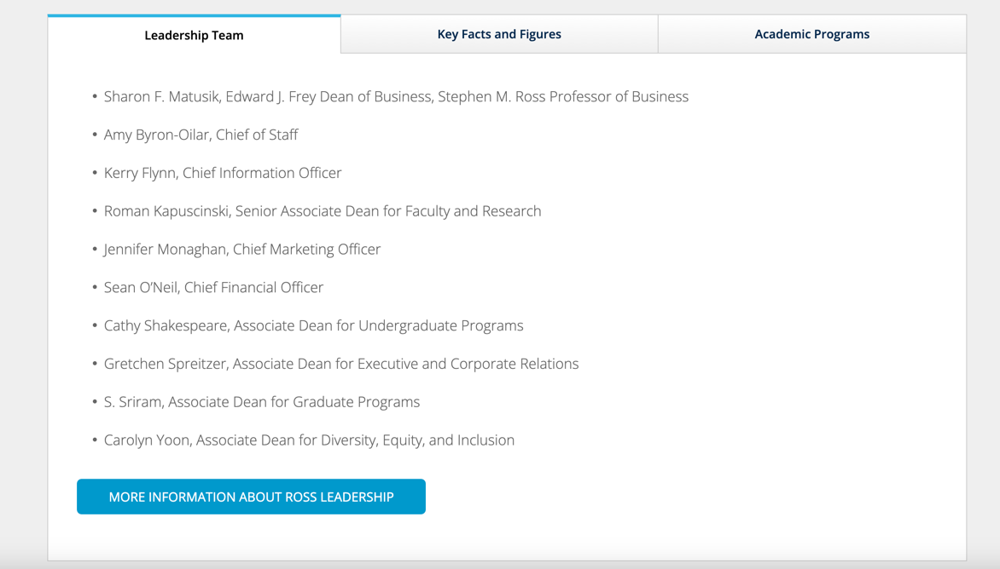 Leadership Team
Key Facts and Figures
Academic Programs
• Sharon F. Matusik, Edward J. Frey Dean of Business, Stephen M. Ross Professor of Business
• Amy Byron-Oilar, Chief of Staff
• Kerry Flynn, Chief Information Officer
• Roman Kapuscinski, Senior Associate Dean for Faculty and Research
• Jennifer Monaghan, Chief Marketing Officer
• Sean O’Neil, Chief Financial Officer
• Cathy Shakespeare, Associate Dean for Undergraduate Programs
• Gretchen Spreitzer, Associate Dean for Executive and Corporate Relations
• S. Sriram, Associate Dean for Graduate Programs
• Carolyn Yoon, Associate Dean for Diversity, Equity, and Inclusion
MORE INFORMATION ABOUT ROSS LEADERSHIP